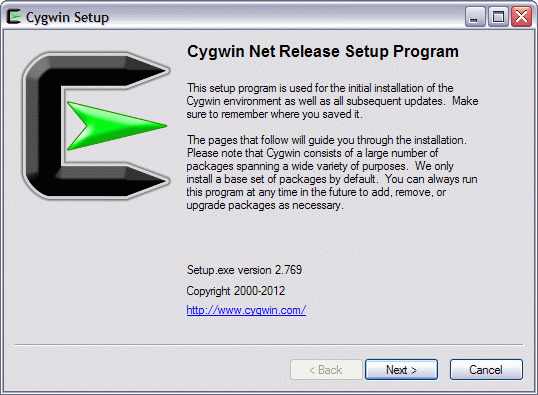 Cygwin Setup
Cygwin Net Release Setup Program
This setup program is used for the initial installation of the
Cygwin environment as well as all subsequent updates.  Make
sure to remember where you saved it.
The pages that follow will guide you through the installation.
Please note that Cygwin consists of a large number of
packages spanning a wide variety of purposes.  We only
install a base set of packages by default.  You can always run
this program at any time in the future to add, remove, or
upgrade packages as necessary.
Setup.exe version 2.769
Copyright 2000-2012
http://www.cygwin.com/
< Back
Next >
Cancel